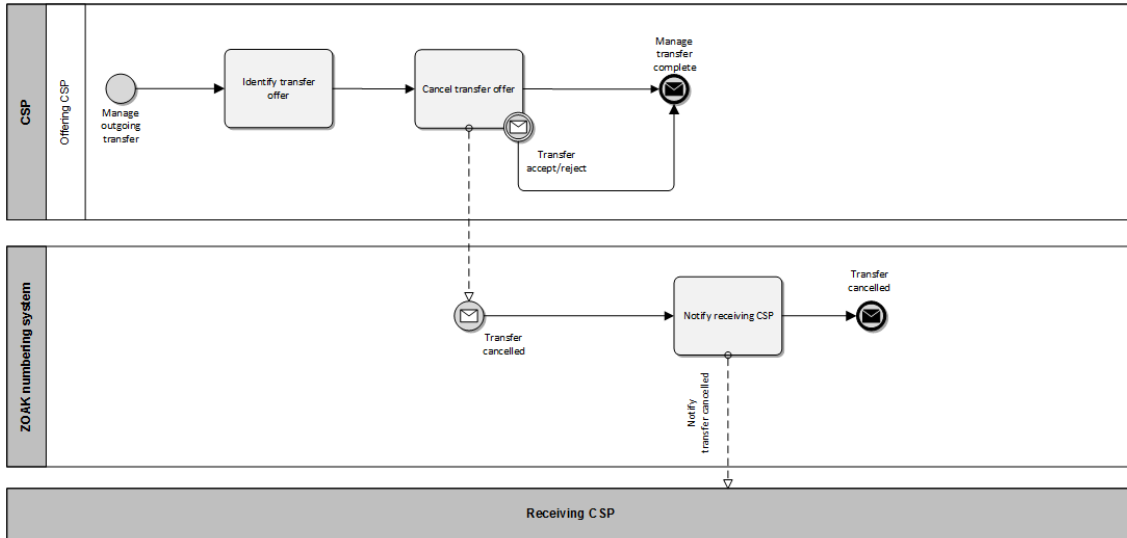 CSP
Offering CSP
Manage
outgoing
transfer
Identify transfer
offer
Cancel transfer offer
Transfer
accept/reject
Manage
transfer
complete
ZOAK numbering system
Transfer
cancelled
Notify receiving CSP
Notify
transfer cancelled
Transfer
cancelled
Receiving CSP